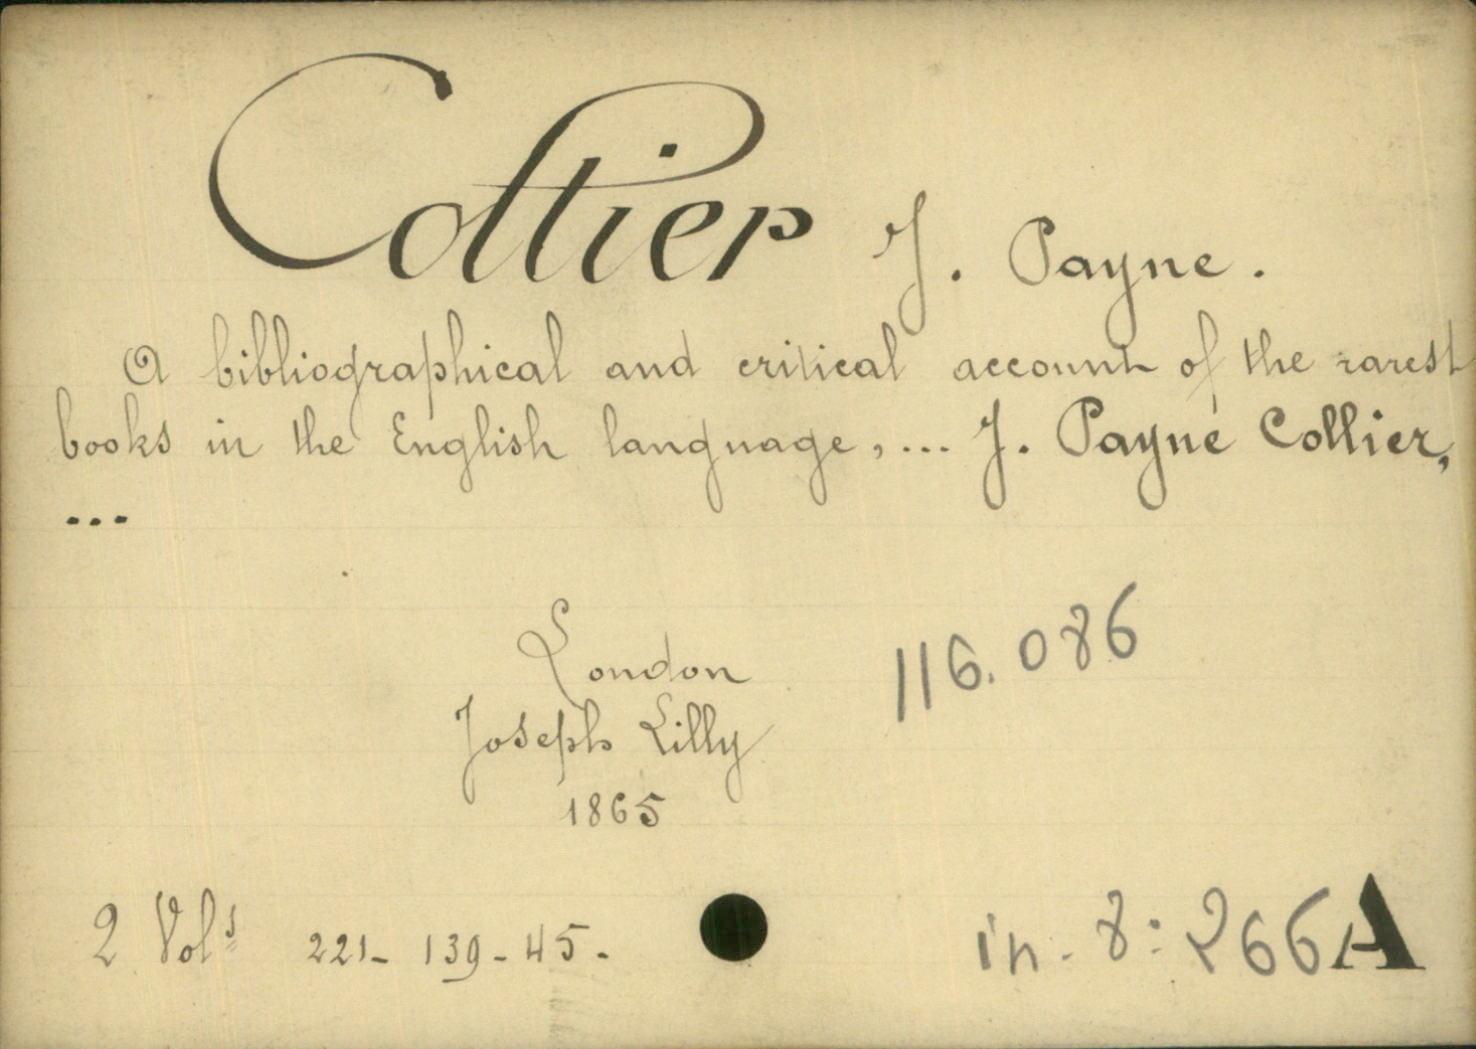 Collier J. Payne.
A bibliographical and critical account of the rarest
books in the English language, ... J. Payne Collier,
...
London
116.086
Joseph Lilly
1865
2 Vols 221- 139- 45-
in-8: 266A